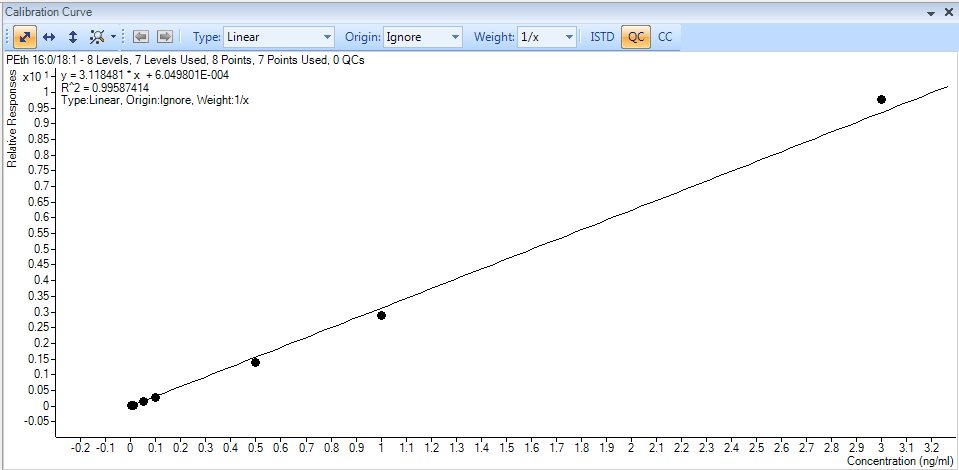 Calibration Curve
Type: Linear Origin: Ignore Weight: 1/x ISTD QC CC
PEth 16:0/18:1 - 8 Levels, 7 Levels Used, 8 Points, 7 Points Used, 0 QCs
Relative Responses
x10 1
y = 3.118481 * x + 6.049801E-004
R^2 = 0.99587414
Type:Linear, Origin:Ignore, Weight:1/x
1
0.95
0.9
0.85
0.8
0.75
0.7
0.65
0.6
0.55
0.5
0.45
0.4
0.35
0.3
0.25
0.2
0.15
0.1
0.05
0
-0.05
-0.2 -0.1 0 0.1 0.2 0.3 0.4 0.5 0.6 0.7 0.8 0.9 1 1.1 1.2 1.3 1.4 1.5 1.6 1.7 1.8 1.9 2 2.1 2.2 2.3 2.4 2.5 2.6 2.7 2.8 2.9 3 3.1 3.2
Concentration (ng/ml)